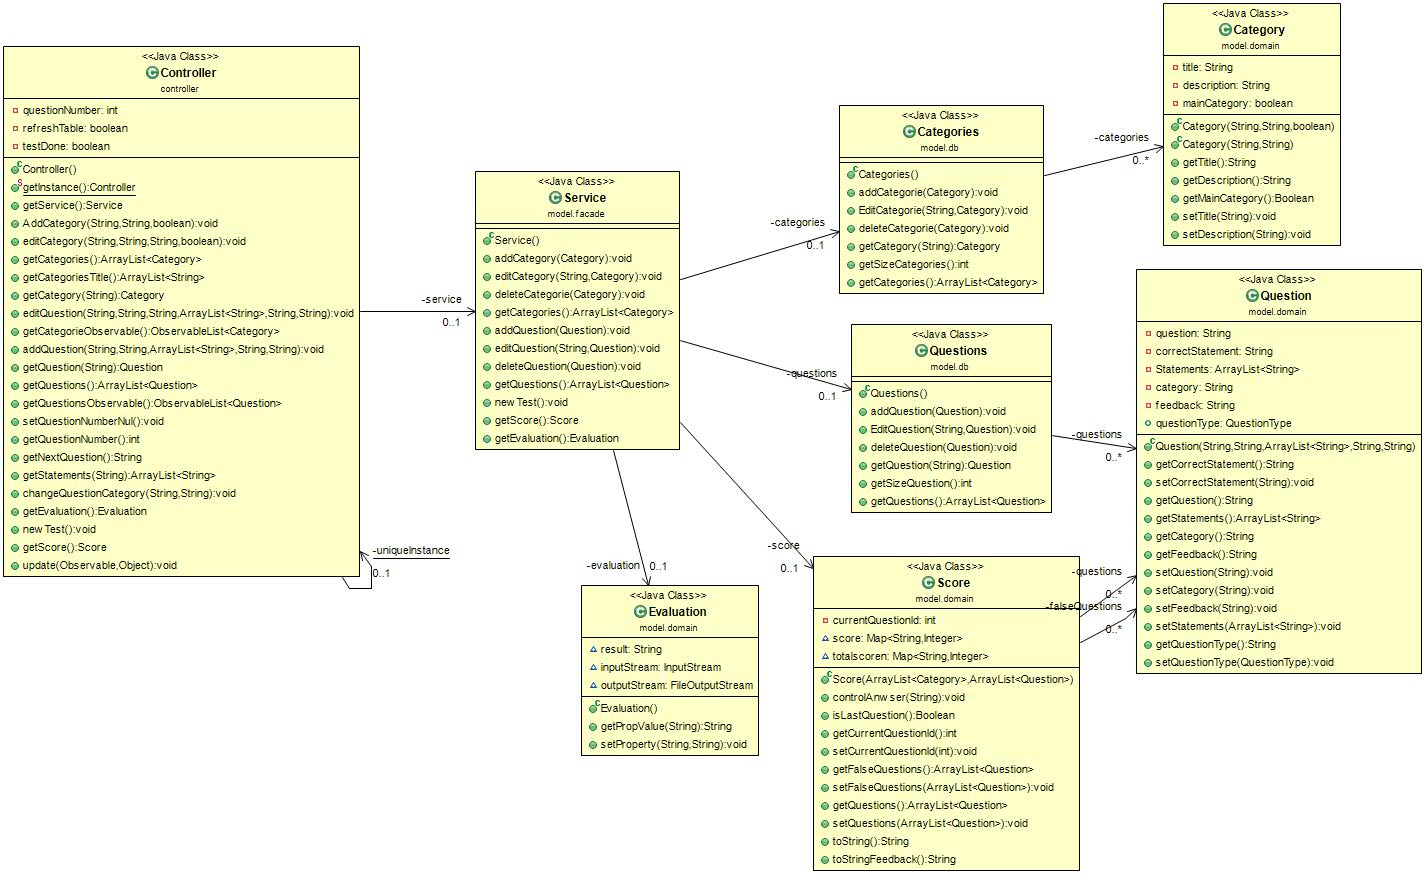 <<Java Class>>
Controller
controller
questionNumber: int
refreshTable: boolean
testDone: boolean
Controller()
getInstance():Controller
getService():Service
AddCategory(String,String,boolean):void
editCategory(String,String,String,boolean):void
getCategories():ArrayList<Category>
getCategoriesTitle():ArrayList<String>
getCategory(String):Category
editQuestion(String,String,String,ArrayList<String>,String,String):void
getCategorieObservable():ObservableList<Category>
addQuestion(String,String,ArrayList<String>,String,String):void
getQuestion(String):Question
getQuestions():ArrayList<Question>
getQuestionsObservable():ObservableList<Question>
setQuestionNumberNul():void
getQuestionNumber():int
getNextQuestion():String
getStatements(String):ArrayList<String>
changeQuestionCategory(String,String):void
getEvaluation():Evaluation
newTest():void
getScore():Score
update(Observable,Object):void
-uniqueInstance
0..1
-service
0..1
<<Java Class>>
Service
model.facade
Service()
addCategory(Category):void
editCategory(String,Category):void
deleteCategorie(Category):void
getCategories():ArrayList<Category>
addQuestion(Question):void
editQuestion(String,Question):void
deleteQuestion(Question):void
getQuestions():ArrayList<Question>
newTest():void
getScore():Score
getEvaluation():Evaluation
-categories
0..1
-questions
0..1
-score
0..1
-evaluation
0..1
<<Java Class>>
Evaluation
model.domain
result: String
inputStream: InputStream
outputStream: FileOutputStream
Evaluation()
getPropValue(String):String
setProperty(String,String):void
<<Java Class>>
Categories
model.db
Categories()
addCategorie(Category):void
EditCategorie(String,Category):void
deleteCategorie(Category):void
getCategory(String):Category
getSizeCategories():int
getCategories():ArrayList<Category>
-categories
0..*
<<Java Class>>
Questions
model.db
Questions()
addQuestion(Question):void
EditQuestion(String,Question):void
deleteQuestion(Question):void
getQuestion(String):Question
getSizeQuestion():int
getQuestions():ArrayList<Question>
-questions
0..*
<<Java Class>>
Score
model.domain
currentQuestionId: int
score: Map<String,Integer>
totalscoren: Map<String,Integer>
Score(ArrayList<Category>,ArrayList<Question>)
controlAnwser(String):void
isLastQuestion():Boolean
getCurrentQuestionId():int
setCurrentQuestionId(int):void
getFalseQuestions():ArrayList<Question>
setFalseQuestions(ArrayList<Question>):void
getQuestions():ArrayList<Question>
setQuestions(ArrayList<Question>):void
toString():String
toStringFeedback():String
-questions
0..*
-falseQuestions
0..*
<<Java Class>>
Category
model.domain
title: String
description: String
mainCategory: boolean
Category(String,String,boolean)
Category(String,String)
getTitle():String
getDescription():String
getMainCategory():Boolean
setTitle(String):void
setDescription(String):void
<<Java Class>>
Question
model.domain
question: String
correctStatement: String
Statements: ArrayList<String>
category: String
feedback: String
questionType: QuestionType
Question(String,String,ArrayList<String>,String,String)
getCorrectStatement():String
setCorrectStatement(String):void
getQuestion():String
getStatements():ArrayList<String>
getCategory():String
getFeedback():String
setQuestion(String):void
setCategory(String):void
setFeedback(String):void
setStatements(ArrayList<String>):void
getQuestionType():String
setQuestionType(QuestionType):void